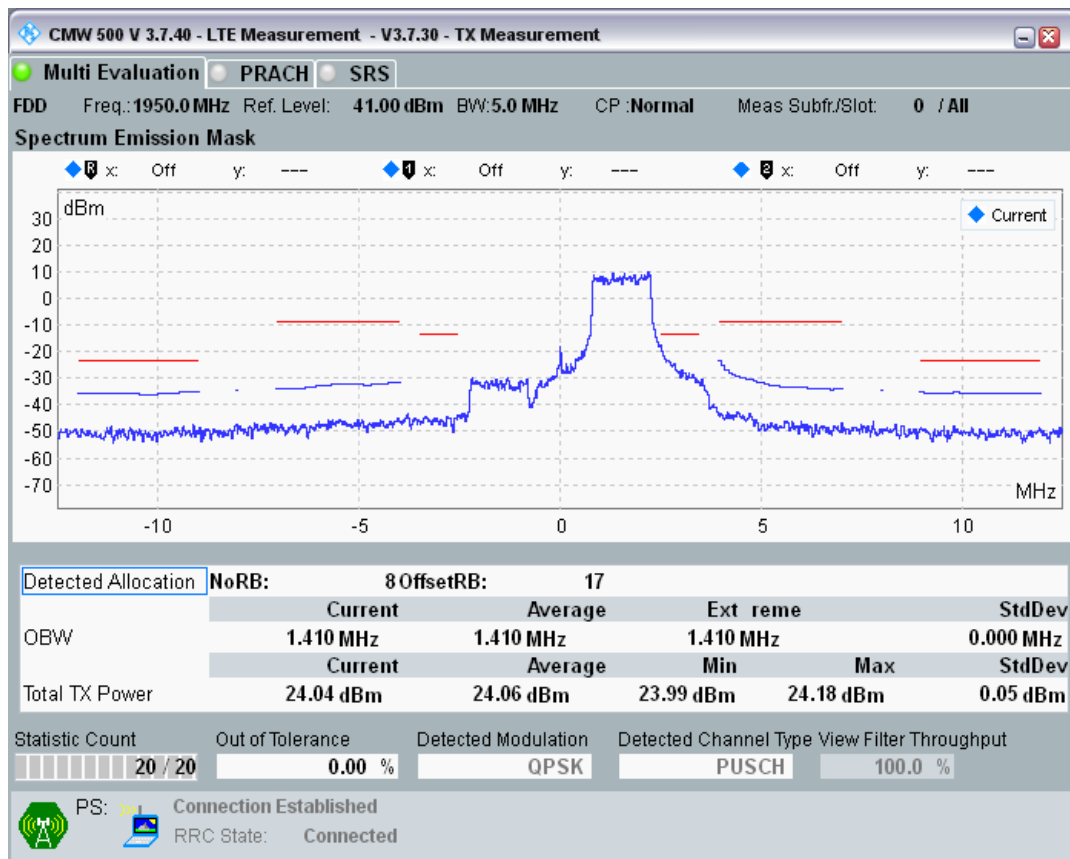 CMW 500 V 3.7.40 - LTE Measurement - V3.7.30 - TX Measurement
Multi Evaluation PRACH SRS
FDD Freq.: 1950.0 MHz Ref. Level: 41.00 dBm BW: 5.0 MHz CP : Normal Meas Subfr./Slot: 0 / All
Spectrum Emission Mask
R x: Off y: --- 1 x: Off y: --- 2 x: Off y: ---
dBm
Current
30
20
10
0
-10
-20
-30
-40
-50
-60
-70
MHz
-10 -5 0 5 10
Detected Allocation NoRB: 8 OffsetRB: 17
Current Average Ext reme StdDev
OBW 1.410 MHz 1.410 MHz 1.410 MHz 0.000 MHz
Current Average Min Max StdDev
Total TX Power 24.04 dBm 24.06 dBm 23.99 dBm 24.18 dBm 0.05 dBm
Statistic Count Out of Tolerance Detected Modulation Detected Channel Type View Filter Throughput
20 / 20 0.00 % QPSK PUSCH 100.0 %
PS: Connection Established
RRC State: Connected